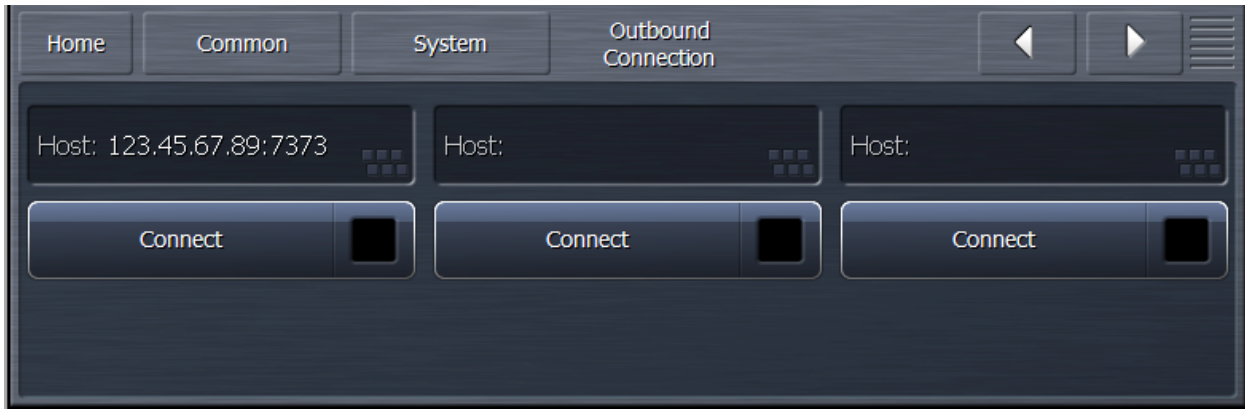 Home
Common
System
Outbound
Connection
Host: 123.45.67.89:7373
Host:
Host:
Connect
Connect
Connect